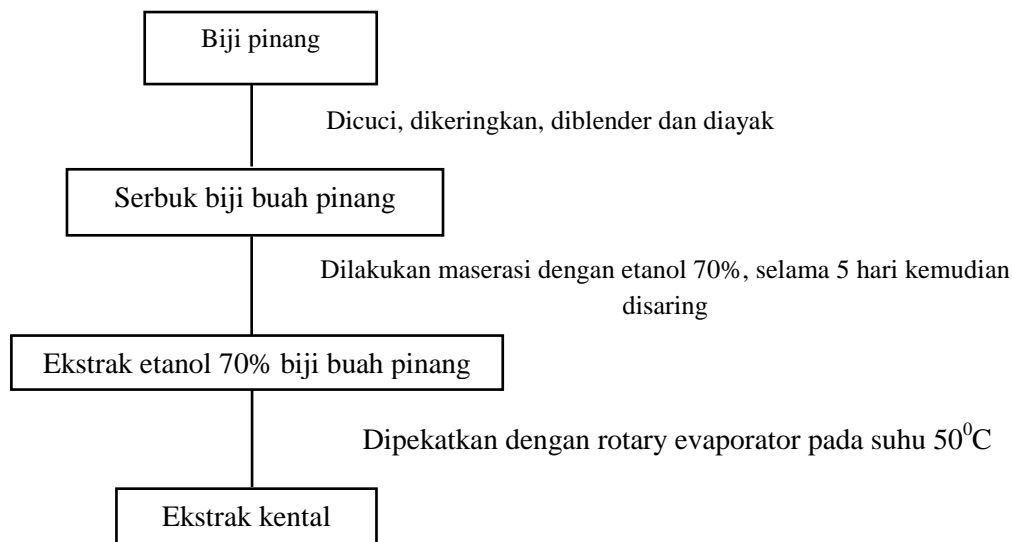 Biji pinang
Dicuci, dikeringkan, diblender dan diayak
Serbuk biji buah pinang
Dilakukan maserasi dengan etanol 70%, selama 5 hari kemudian
disaring
Ekstrak etanol 70% biji buah pinang
Dipekatkan dengan rotary evaporator pada suhu 50⁰C
Ekstrak kental